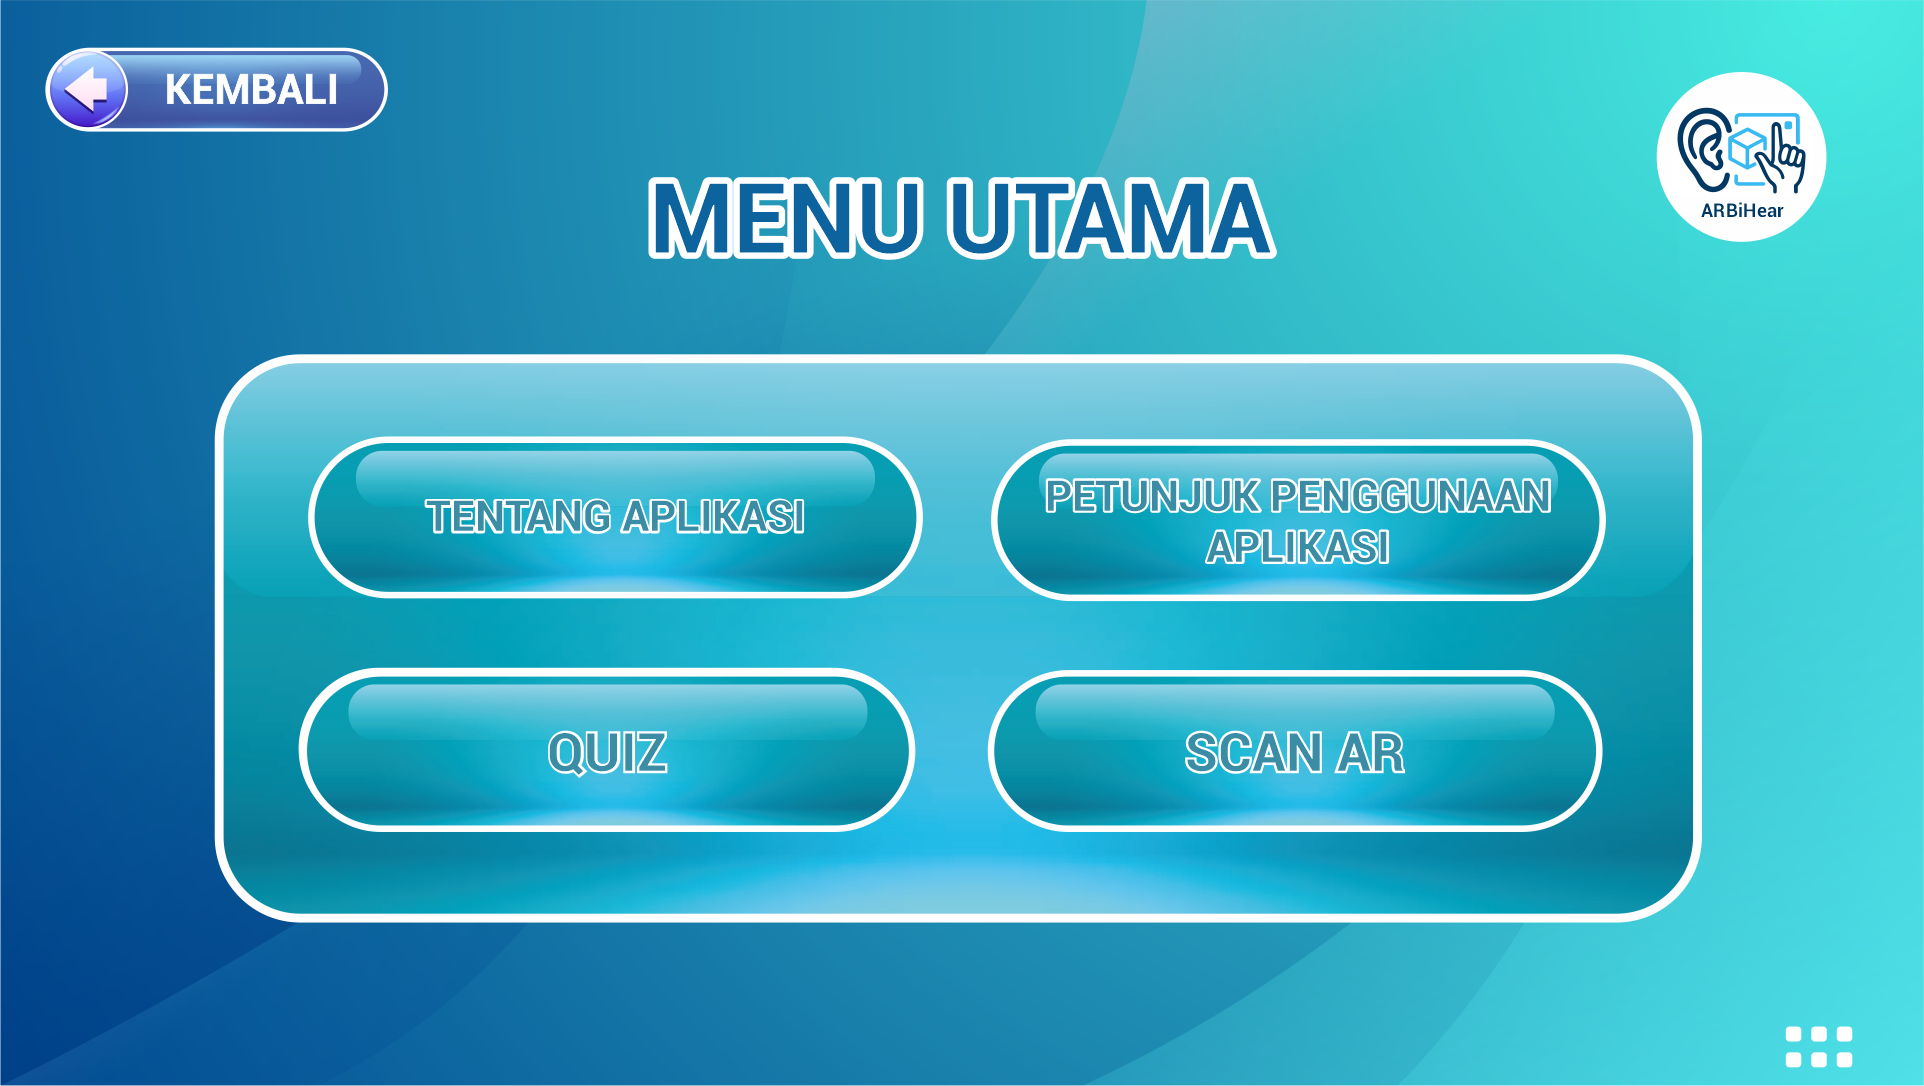 KEMBALI
ARBiHear
MENU UTAMA
TENTANG APLIKASI
PETUNJUK PENGGUNAAN
APLIKASI
QUIZ
SCAN AR